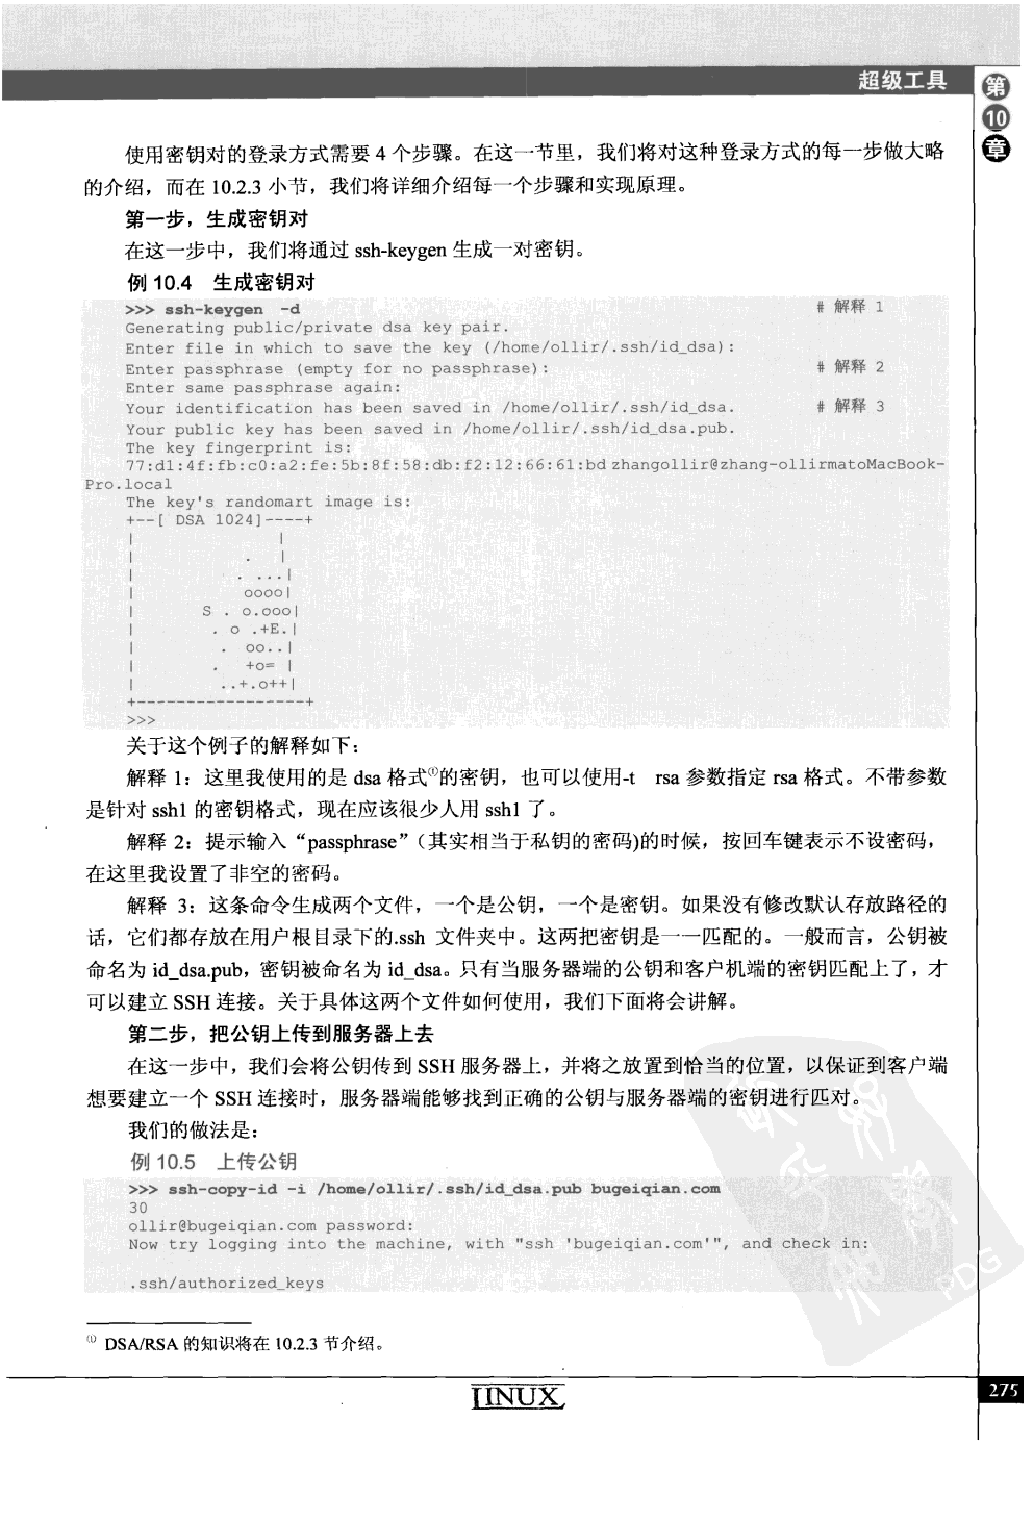 超级工具
第
10
章
使用密钥对的登录方式需要 4 个步骤。在这一节里，我们将对这种登录方式的每一步做大略
的介绍，而在 10.2.3 小节，我们将详细介绍每一个步骤和实现原理。
第一步，生成密钥对
在这一步中，我们将通过 ssh-keygen 生成一对密钥。
例 10.4 生成密钥对
>>> ssh-keygen -d # 解释 1
Generating public/private dsa key pair.
Enter file in which to save the key (/home/ollir/.ssh/id_dsa):
Enter passphrase (empty for no passphrase): # 解释 2
Enter same passphrase again:
Your identification has been saved in /home/ollir/.ssh/id_dsa. # 解释 3
Your public key has been saved in /home/ollir/.ssh/id_dsa.pub.
The key fingerprint is:
77:d1:4f:fb:c0:a2:fe:5b:8f:58:db:f2:12:66:61:bd zhangollir@zhang-ollirmatoMacBook-
Pro.local
The key's randomart image is:
+--[ DSA 1024]----+
| |
| . |
| . ...|
| oooo|
| S . o.ooo|
| . o .+E.|
| . oo..|
| . +o= |
| ..+.o++|
+-----------------+
>>>
关于这个例子的解释如下：
解释 1：这里我使用的是 dsa 格式①的密钥，也可以使用-t rsa 参数指定 rsa 格式。不带参数
是针对 ssh1 的密钥格式，现在应该很少人用 ssh1 了。
解释 2：提示输入“passphrase”（其实相当于私钥的密码)的时候，按回车键表示不设密码，
在这里我设置了非空的密码。
解释 3：这条命令生成两个文件，一个是公钥，一个是密钥。如果没有修改默认存放路径的
话，它们都存放在用户根目录下的.ssh 文件夹中。这两把密钥是一一匹配的。一般而言，公钥被
命名为 id_dsa.pub，密钥被命名为 id_dsa。只有当服务器端的公钥和客户机端的密钥匹配上了，才
可以建立 SSH 连接。关于具体这两个文件如何使用，我们下面将会讲解。
第二步，把公钥上传到服务器上去
在这一步中，我们会将公钥传到 SSH 服务器上，并将之放置到恰当的位置，以保证到客户端
想要建立一个 SSH 连接时，服务器端能够找到正确的公钥与服务器端的密钥进行匹对。
我们的做法是：
例 10.5 上传公钥
>>> ssh-copy-id -i /home/ollir/.ssh/id_dsa.pub bugeiqian.com
30
ollir@bugeiqian.com password:
Now try logging into the machine, with "ssh 'bugeiqian.com'", and check in:
.ssh/authorized_keys
PDG
① DSA/RSA 的知识将在 10.2.3 节介绍。
LINUX
275